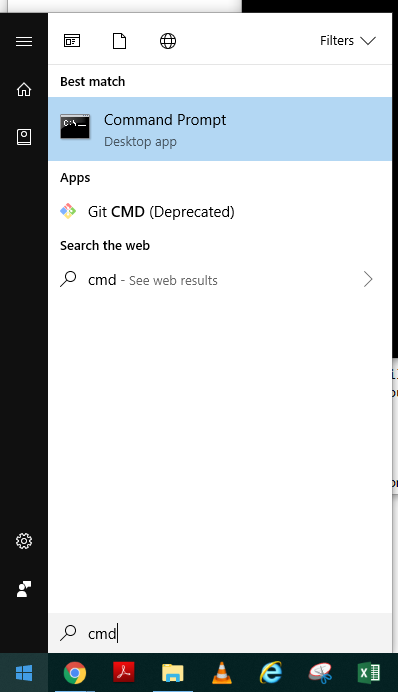 Filters
Best match
C:\_
Command Prompt
Desktop app
Apps
Git CMD (Deprecated)
Search the web
cmd - See web results
cmd